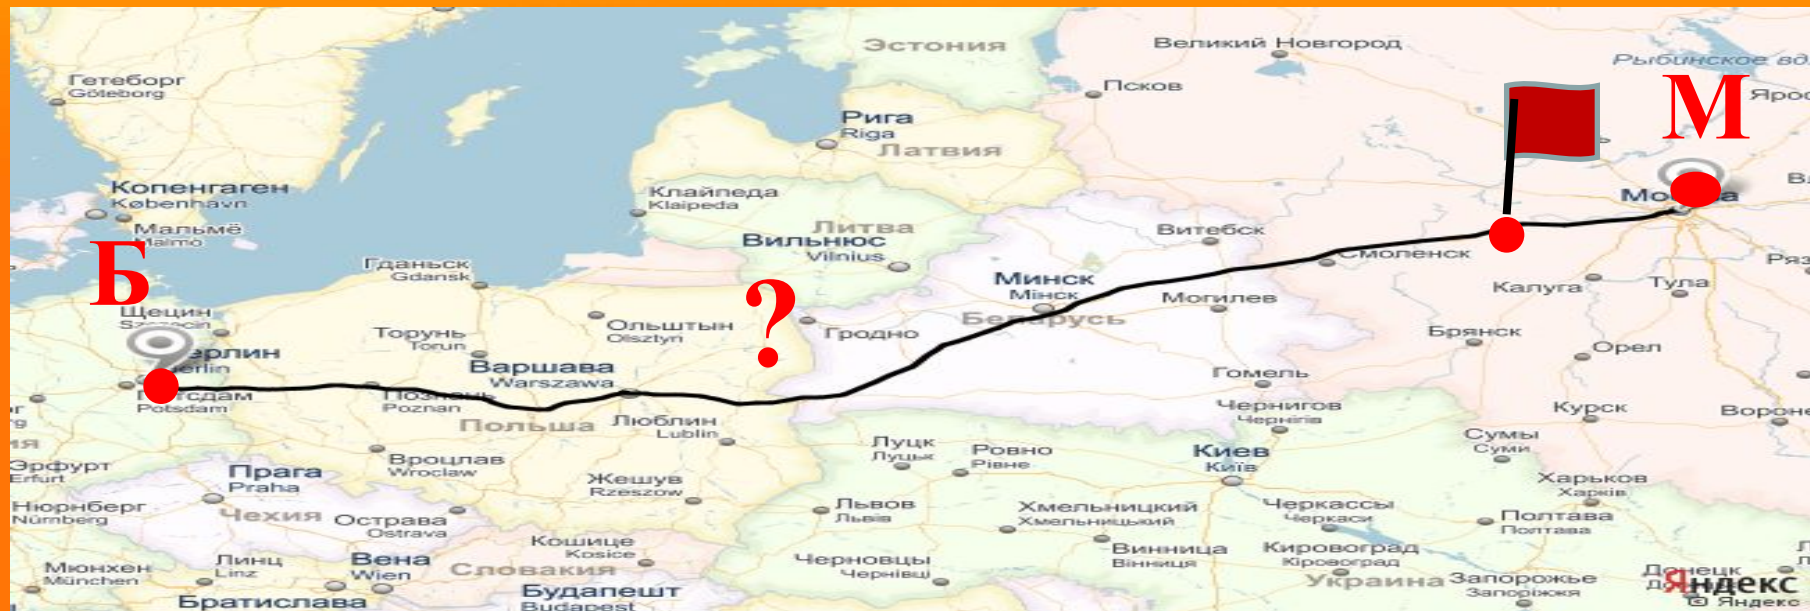 Эстония
Великий Новгород
Рыбинское вд
Гетеборг
Göteborg
Псков
М
Ярос
Рига
Riga
Латвия
Копенгаген
København
Клайпеда
Klaipeda
Мальмё
Malmö
Литва
Вильнюс
Vilnius
Витебск
Б
Гданьск
Gdansk
Смоленск
Ряз
Минск
Мінск
?
Калуга
Тула
Могилев
Щецин
Беларусь
Ольштын
Olsztyn
Торунь
Torun
Гродно
Брянск
Орел
Варшава
Warszawa
Гомель
Potsdam
Познань
Poznan
Польша
Люблин
Lublin
Чернигов
Чернігів
Курск
Вороне
Луцк
Луцьк
Ровно
Рівне
Киев
Київ
Сумы
Суми
Эрфурт
Erfurt
Прага
Praha
Вроцлав
Wroclaw
Жешув
Rzeszow
Харьков
Харків
Нюрнберг
Nürnberg
Чехия
Острава
Ostrava
Львов
Львів
Хмельницкий
Хмельницький
Черкассы
Черкаси
Полтава
Полтава
Кошице
Kosice
Винница
Вінниця
Кировоград
Кіровоград
Мюнхен
München
Линц
Linz
Вена
Wien
Словакия
Черновцы
Чернівці
Украина
Запорожье
Запоріжжя
Братислава
Будапешт
Budapest
Яндекс
© Яндекс